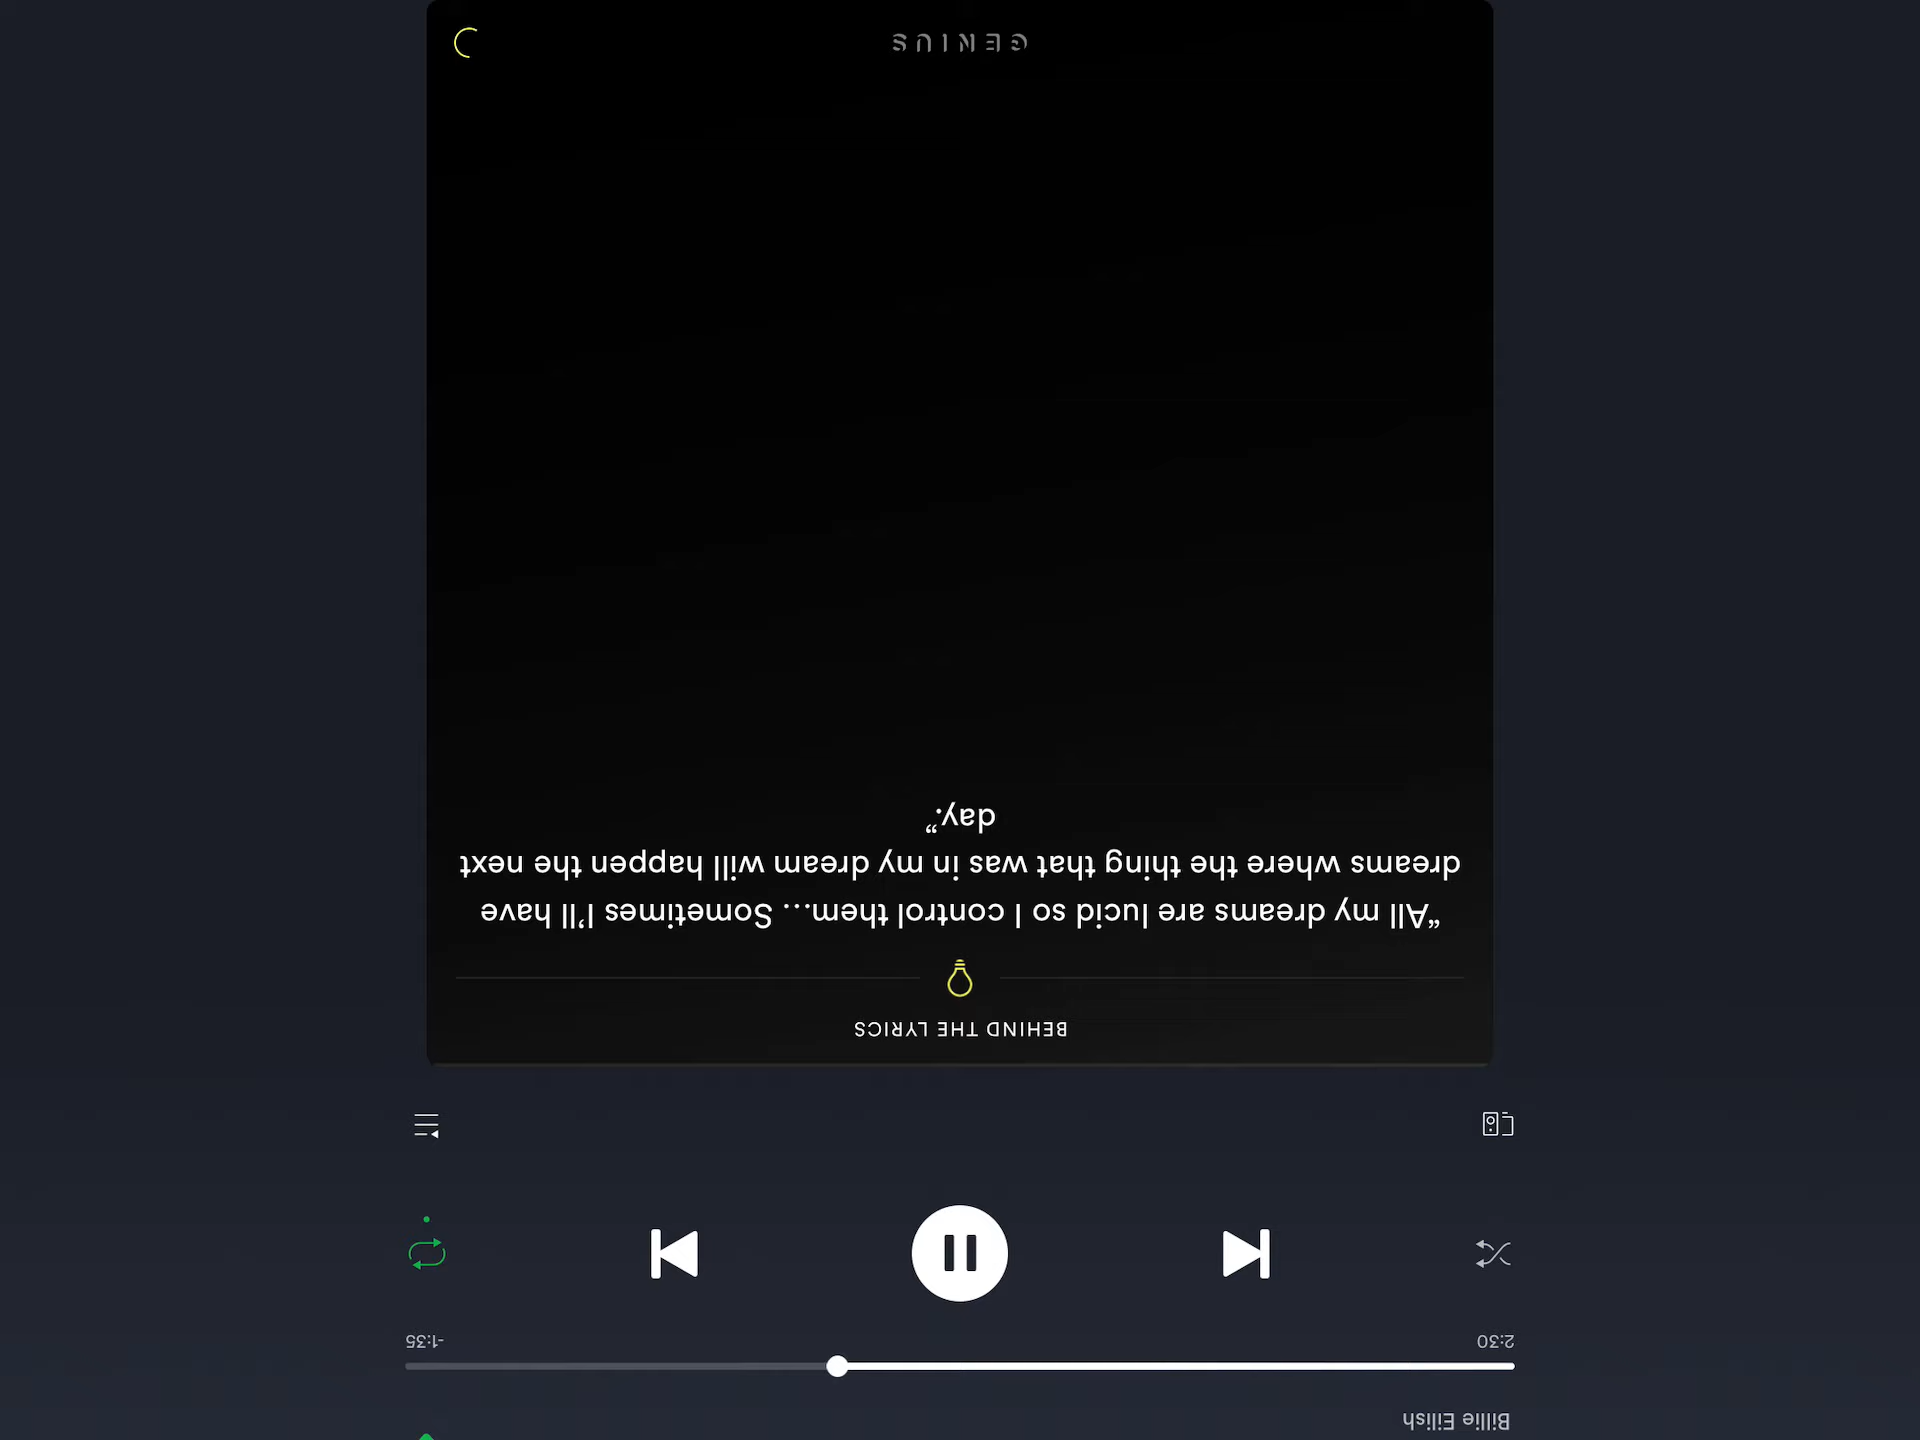 Billie Eilish
2:30
-1:35
BEHIND THE LYRICS
“All my dreams are lucid so I control them... Sometimes I’ll have
dreams where the thing that was in my dream will happen the next
day.”
GENIUS